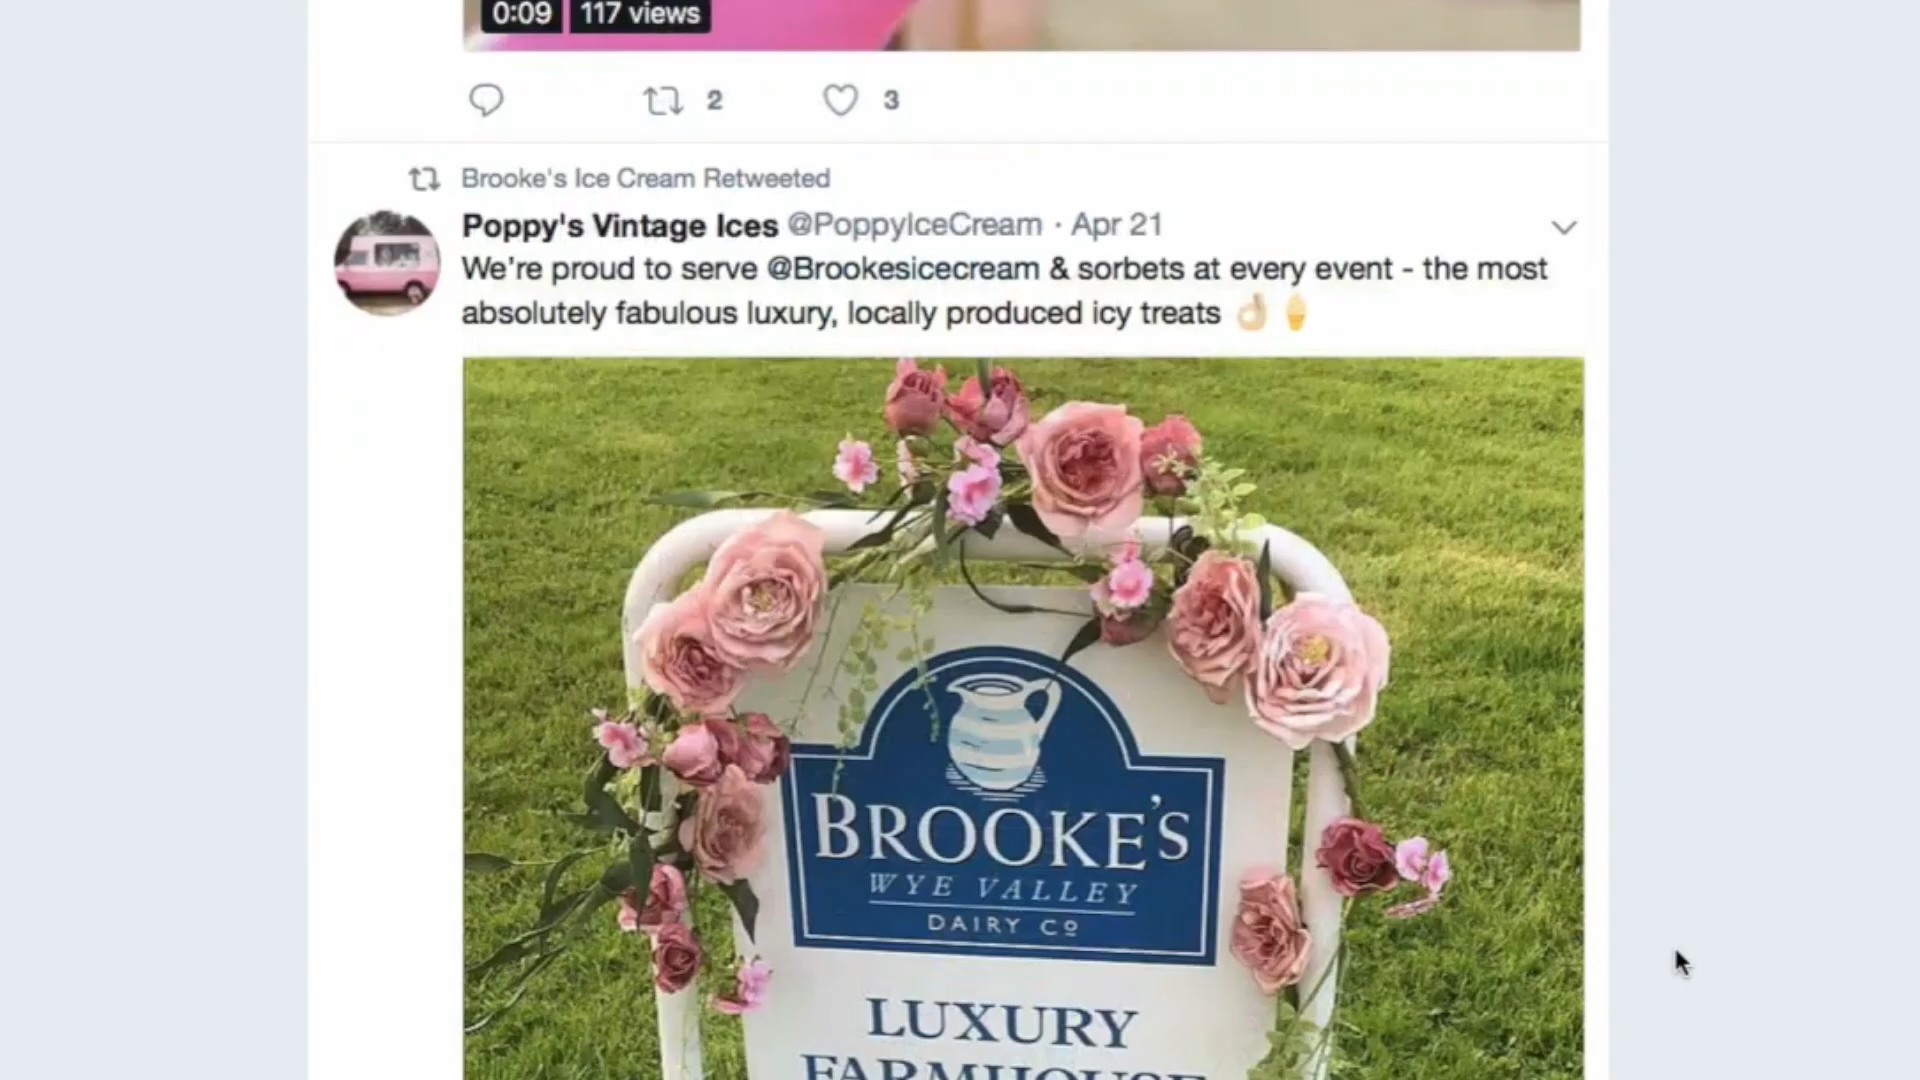 0:09 117 views
2 3
Brooke's Ice Cream Retweeted
Poppy's Vintage Ices @PoppyIceCream · Apr 21
We're proud to serve @Brookesicecream & sorbets at every event - the most
absolutely fabulous luxury, locally produced icy treats 👌🏻🍦
BROOKE'S
WYE VALLEY
DAIRY Cº
LUXURY
FARMHOUSE